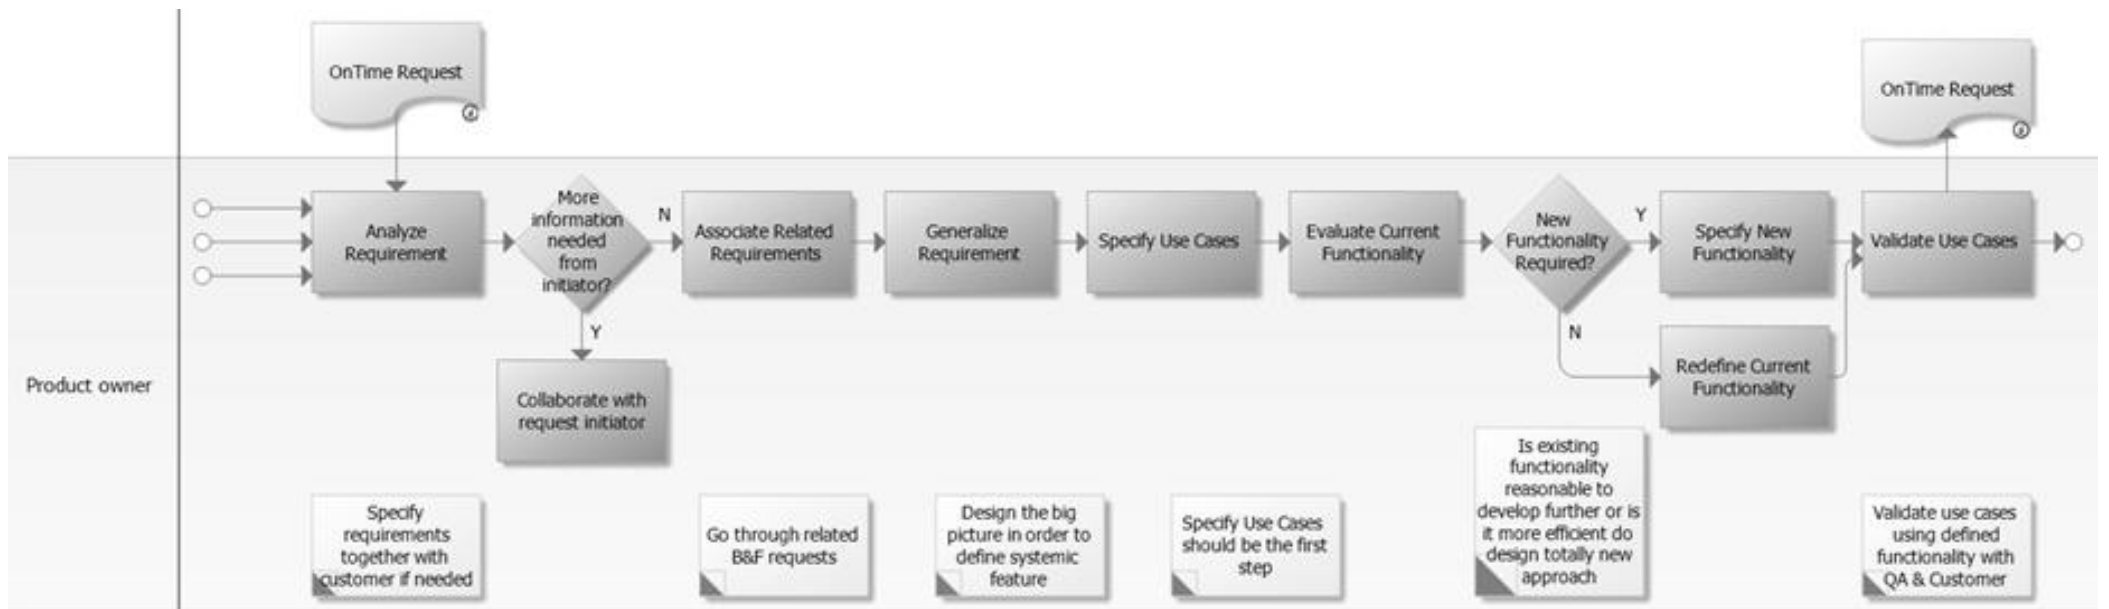 OnTime Request
OnTime Request
Product owner
Analyze
Requirement
More
information
needed
from
initiator?
N
Y
Collaborate with
request initiator
Associate Related
Requirements
Generalize
Requirement
Specify Use Cases
Evaluate Current
Functionality
New
Functionality
Required?
Y
N
Specify New
Functionality
Redefine Current
Functionality
Validate Use Cases
Specify
requirements
together with
customer if needed
Go through related
B&F requests
Design the big
picture in order to
define systemic
feature
Specify Use Cases
should be the first
step
Is existing
functionality
reasonable to
develop further or is
it more efficient do
design totally new
approach
Validate use cases
using defined
functionality with
QA & Customer